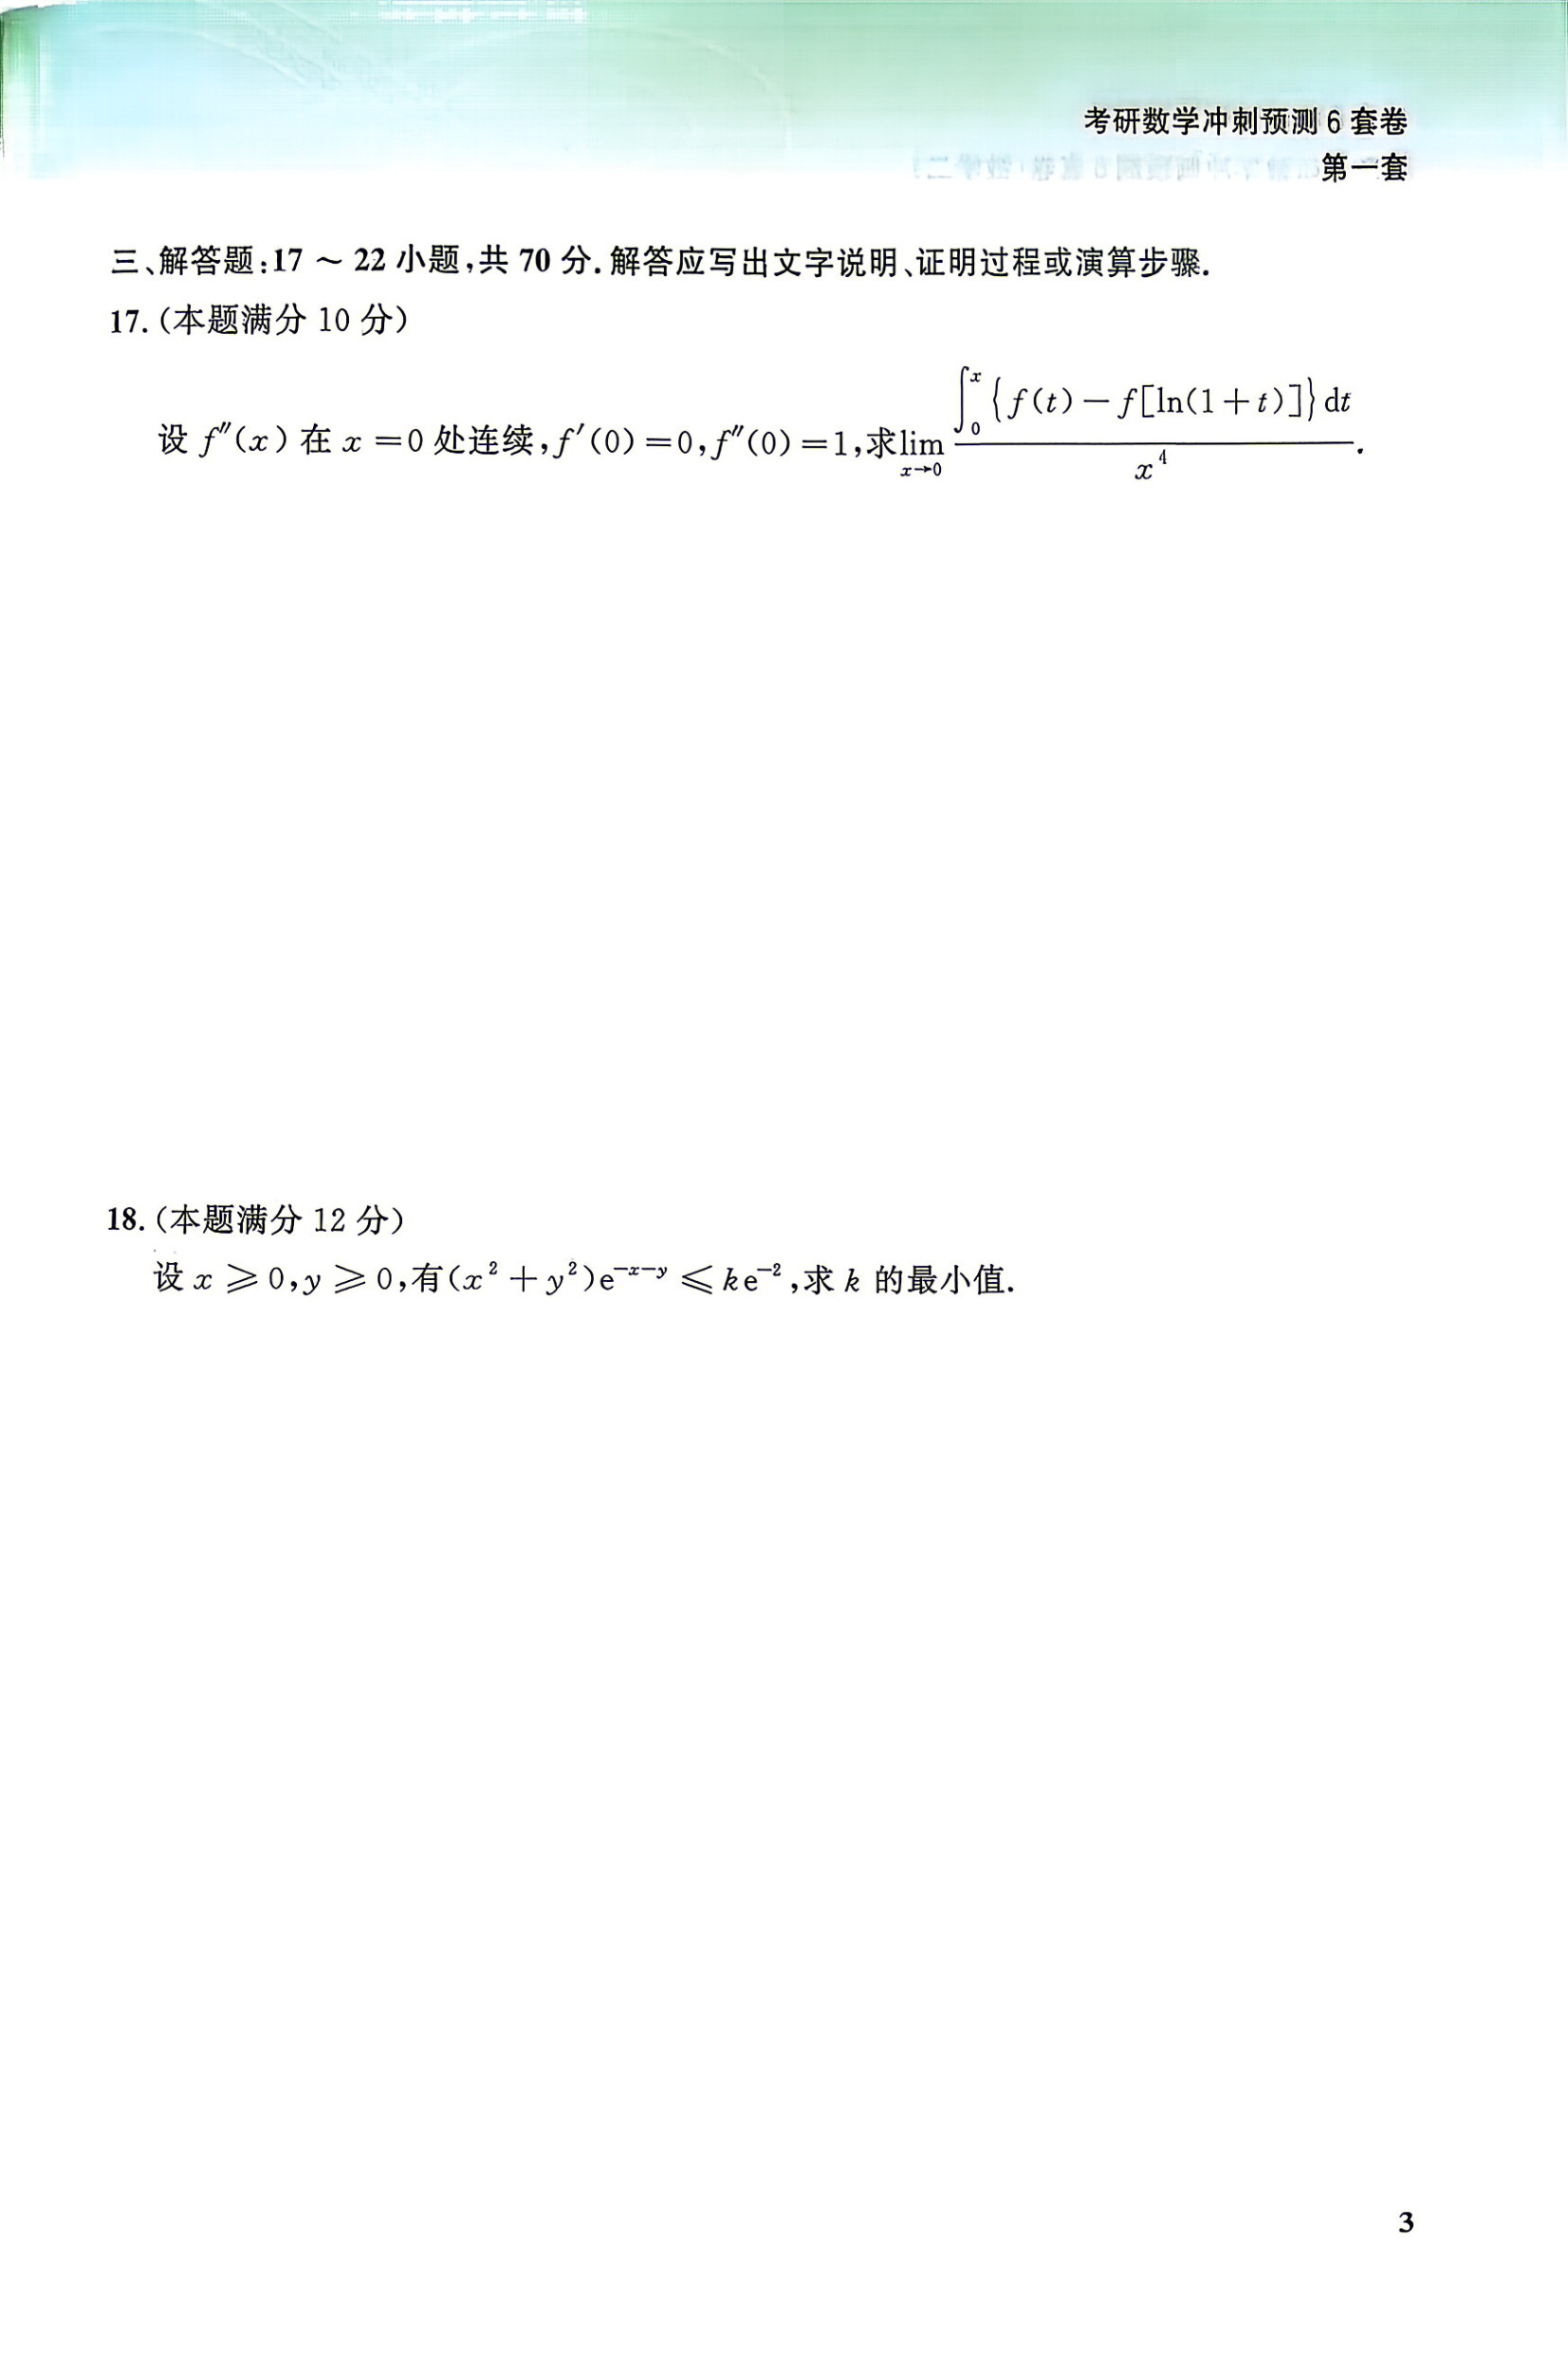 考研数学冲刺预测 6 套卷
第一套
三、解答题:17 ~ 22 小题,共 70 分.解答应写出文字说明、证明过程或演算步骤.
17.(本题满分 10 分)
设 f″(x) 在 x =0 处连续,f′(0) =0,f″(0) =1,求 lim_{x→0} \frac{∫_0^x {f(t) − f[ln(1+t)]} dt}{x^4}.
18.(本题满分 12 分)
设 x ⩾ 0,y ⩾ 0,有(x² + y²)e^{−x−y} ⩽ ke^{−2},求 k 的最小值.
3